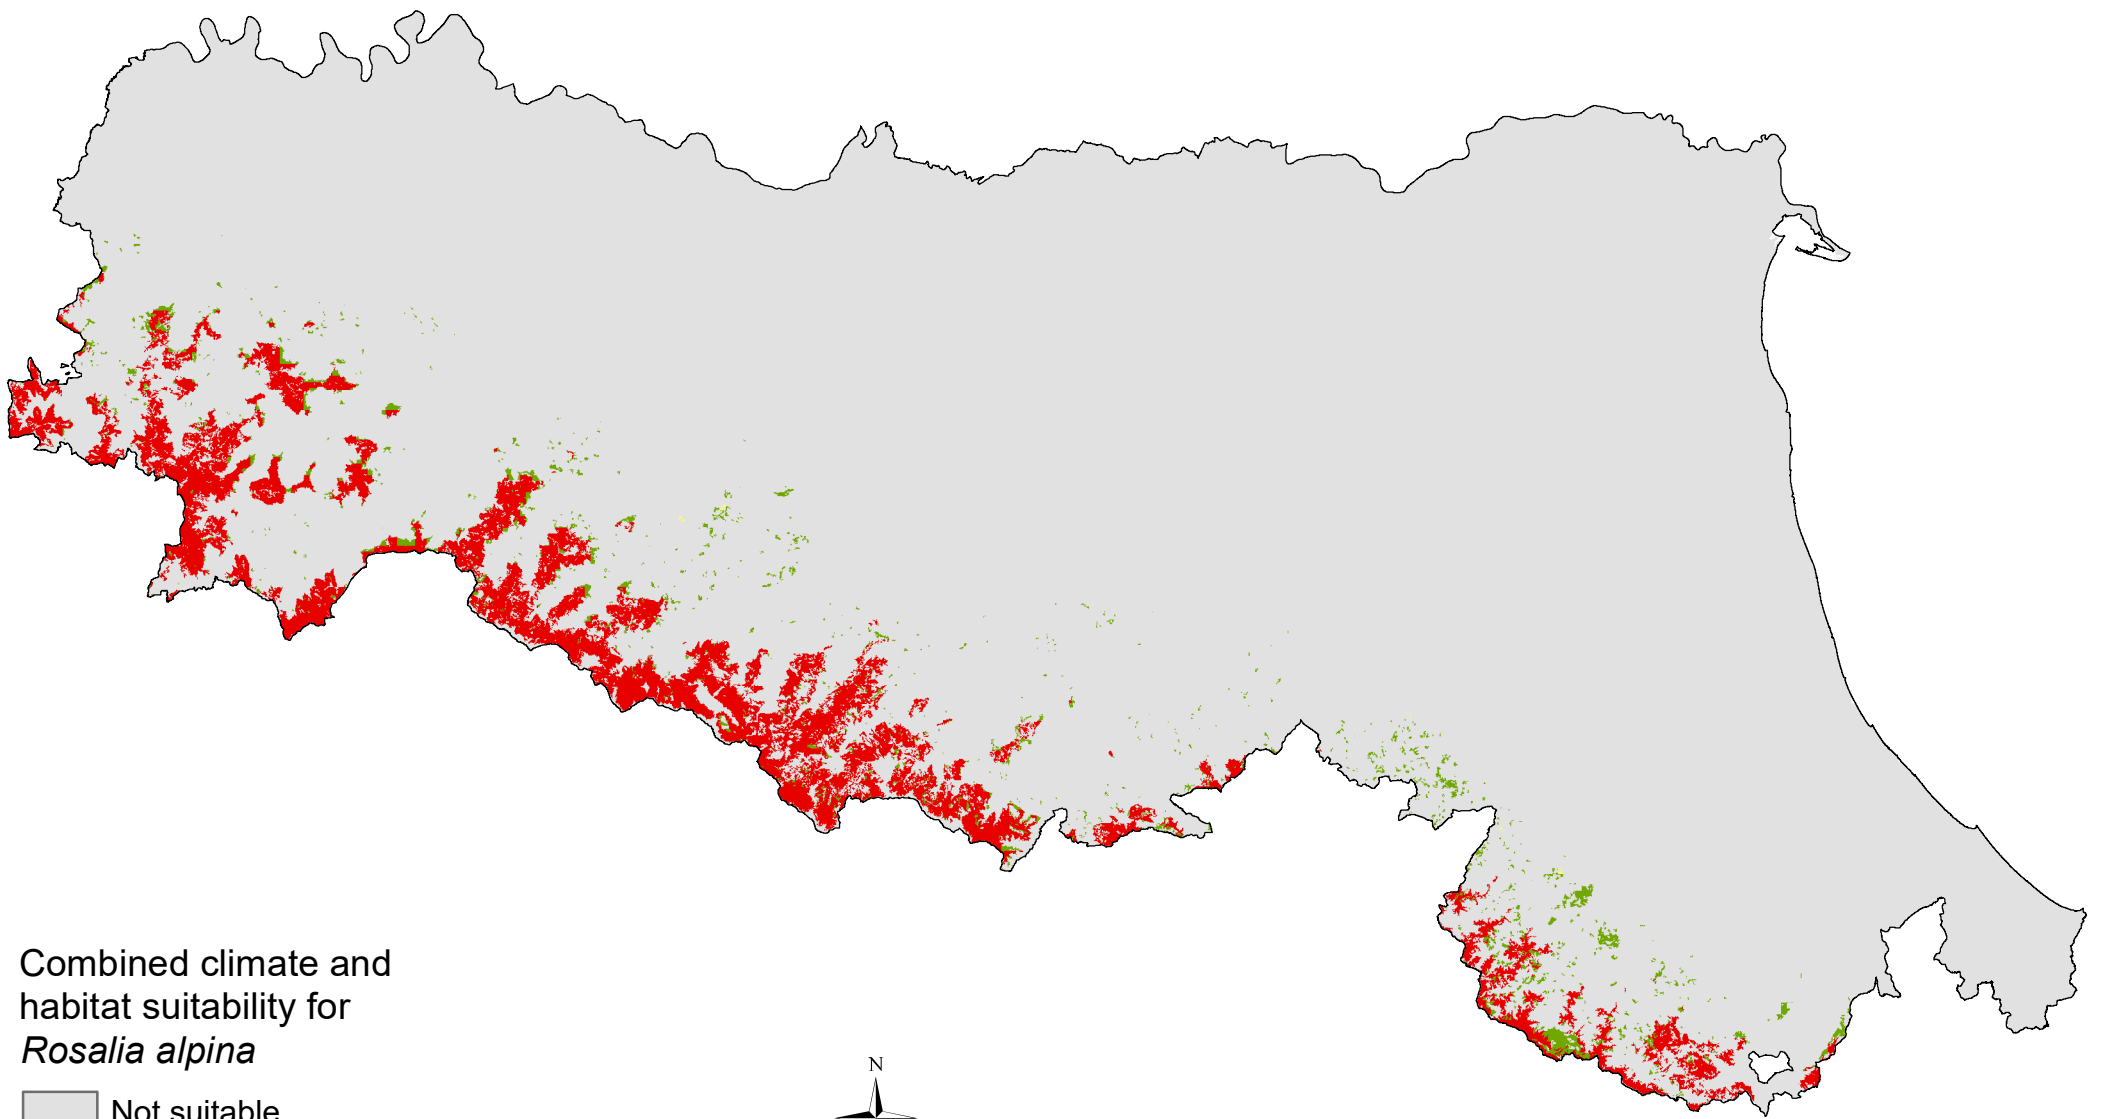 Combined climate and
habitat suitability for
Rosalia alpina
Not suitable
N